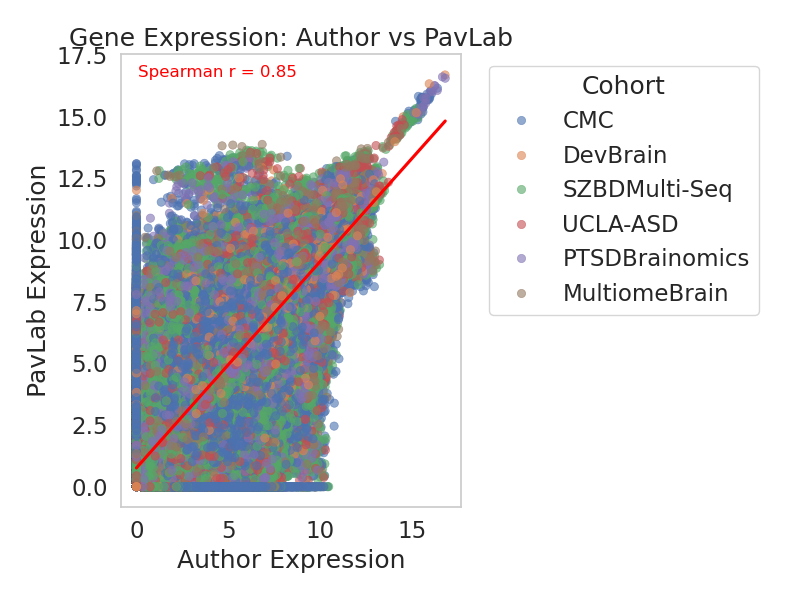 Gene Expression: Author vs PavLab
Spearman r = 0.85
17.5
15.0
12.5
10.0
7.5
5.0
2.5
0.0
PavLab Expression
0 5 10 15
Author Expression
Cohort
CMC
DevBrain
SZBDMulti-Seq
UCLA-ASD
PTSDBrainomics
MultiomeBrain